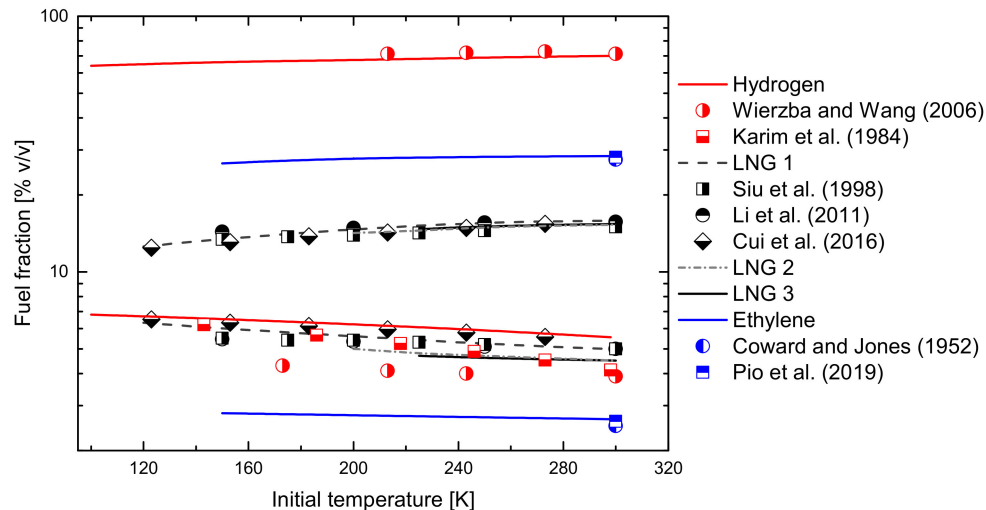 100
10
Fuel fraction [% v/v]
120
160
200
240
280
320
Initial temperature [K]
Hydrogen
Wierzba and Wang (2006)
Karim et al. (1984)
LNG 1
Siu et al. (1998)
Li et al. (2011)
Cui et al. (2016)
LNG 2
LNG 3
Ethylene
Coward and Jones (1952)
Pio et al. (2019)